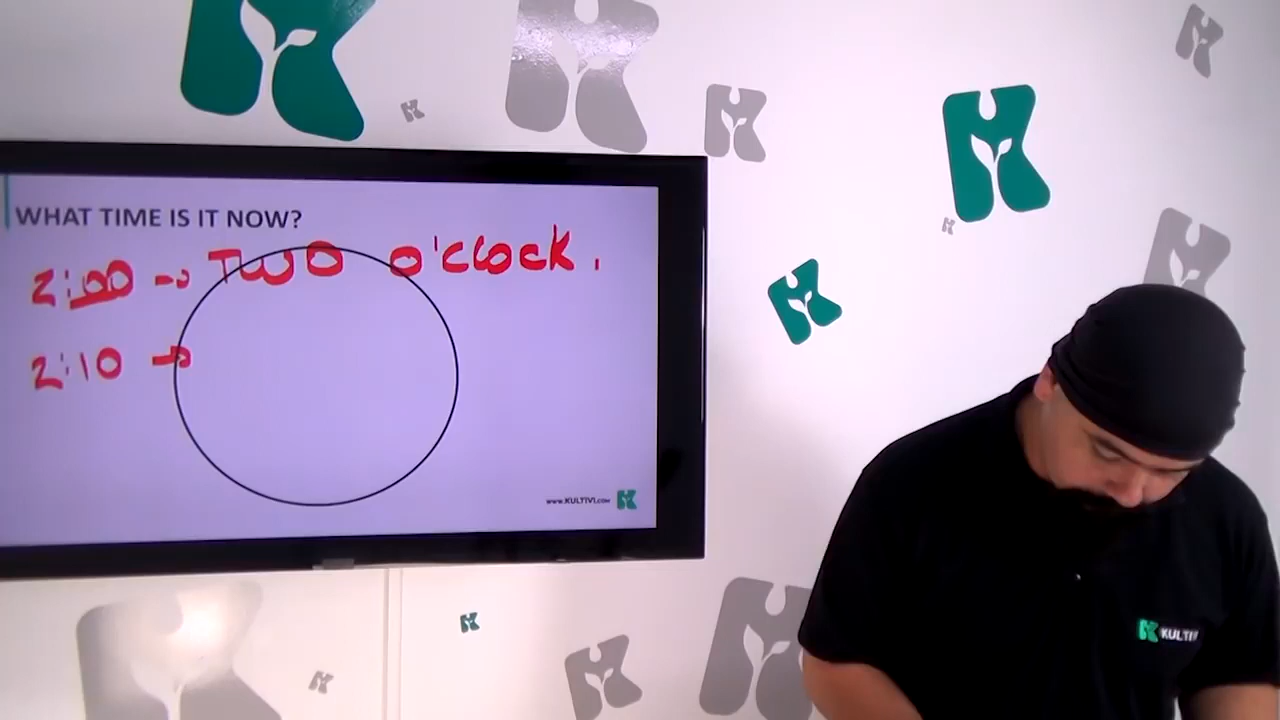 WHAT TIME IS IT NOW?
2:00 → TWO O'CLOCK.
2:10 →
www.KULTIVI.COM
KULTIVI